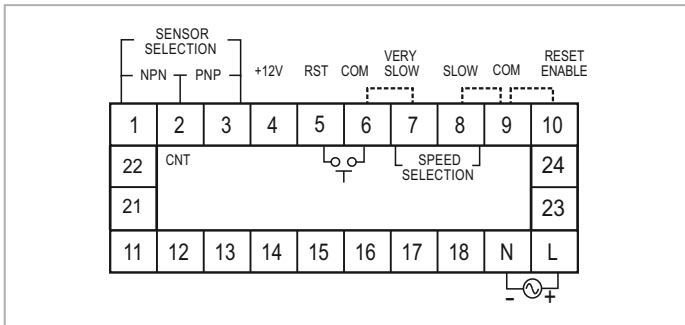 SENSOR
SELECTION
NPN PNP +12V RST COM VERY
SLOW SLOW COM RESET
ENABLE
1 2 3 4 5 6 7 8 9 10
22 CNT SPEED
SELECTION 24
21 23
11 12 13 14 15 16 17 18 N L
- +